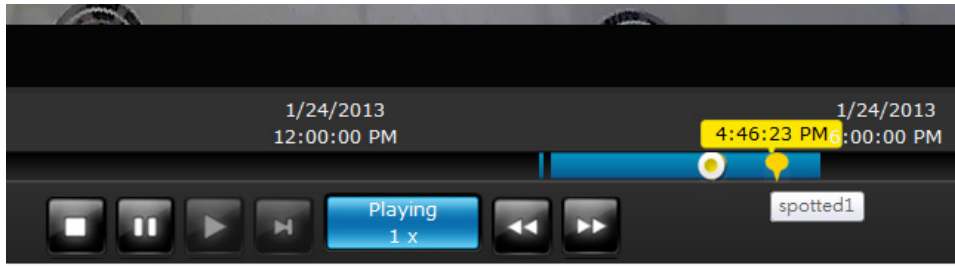 1/24/2013
12:00:00 PM
1/24/2013
4:46:23 PM
:00:00 PM
spotted1
Playing
1 x